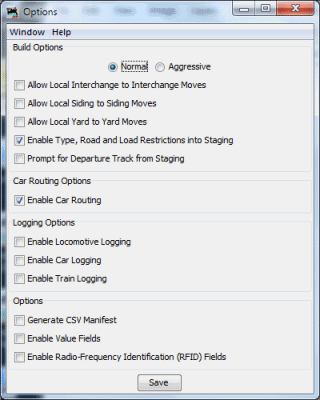 Options
Window Help
Build Options
Normal Aggressive
Allow Local Interchange to Interchange Moves
Allow Local Siding to Siding Moves
Allow Local Yard to Yard Moves
Enable Type, Road and Load Restrictions into Staging
Prompt for Departure Track from Staging
Car Routing Options
Enable Car Routing
Logging Options
Enable Locomotive Logging
Enable Car Logging
Enable Train Logging
Options
Generate CSV Manifest
Enable Value Fields
Enable Radio-Frequency Identification (RFID) Fields
Save